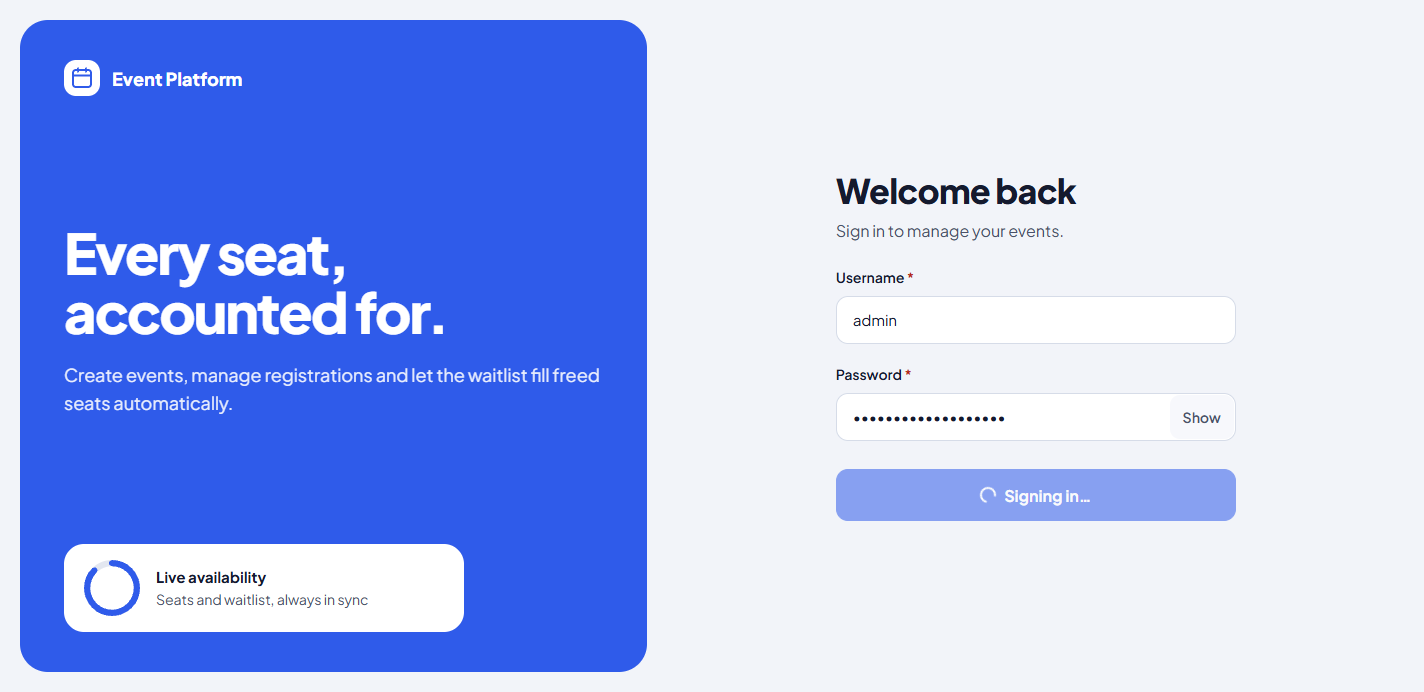 Event Platform
Every seat,
accounted for.
Create events, manage registrations and let the waitlist fill freed
seats automatically.
Live availability
Seats and waitlist, always in sync
Welcome back
Sign in to manage your events.
Username *
admin
Password *
•••••••••••••••••••
Show
Signing in…